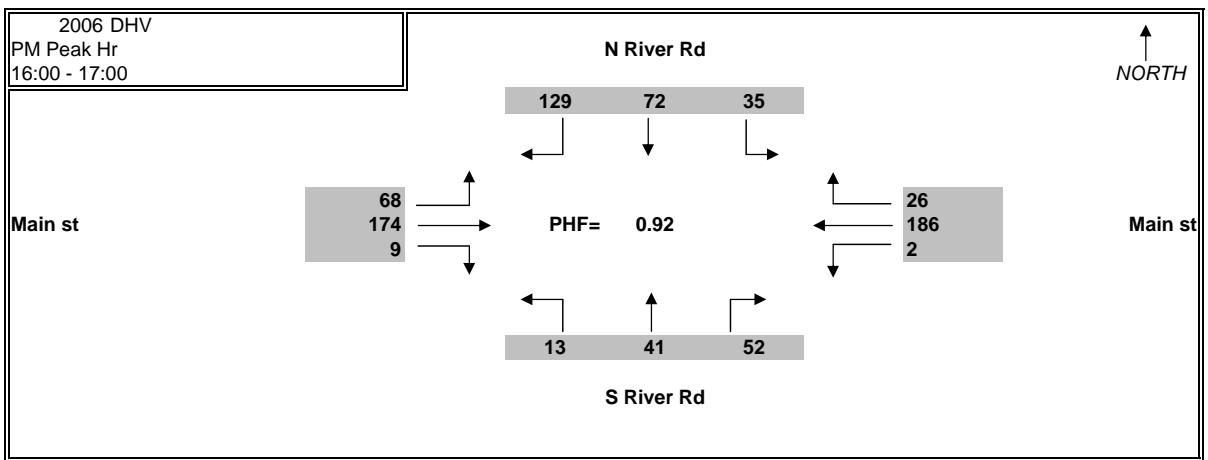 2006 DHV
PM Peak Hr
16:00 - 17:00
N River Rd
NORTH
129 72 35
68
174
9
Main st
PHF= 0.92
26
186
2
Main st
13 41 52
S River Rd